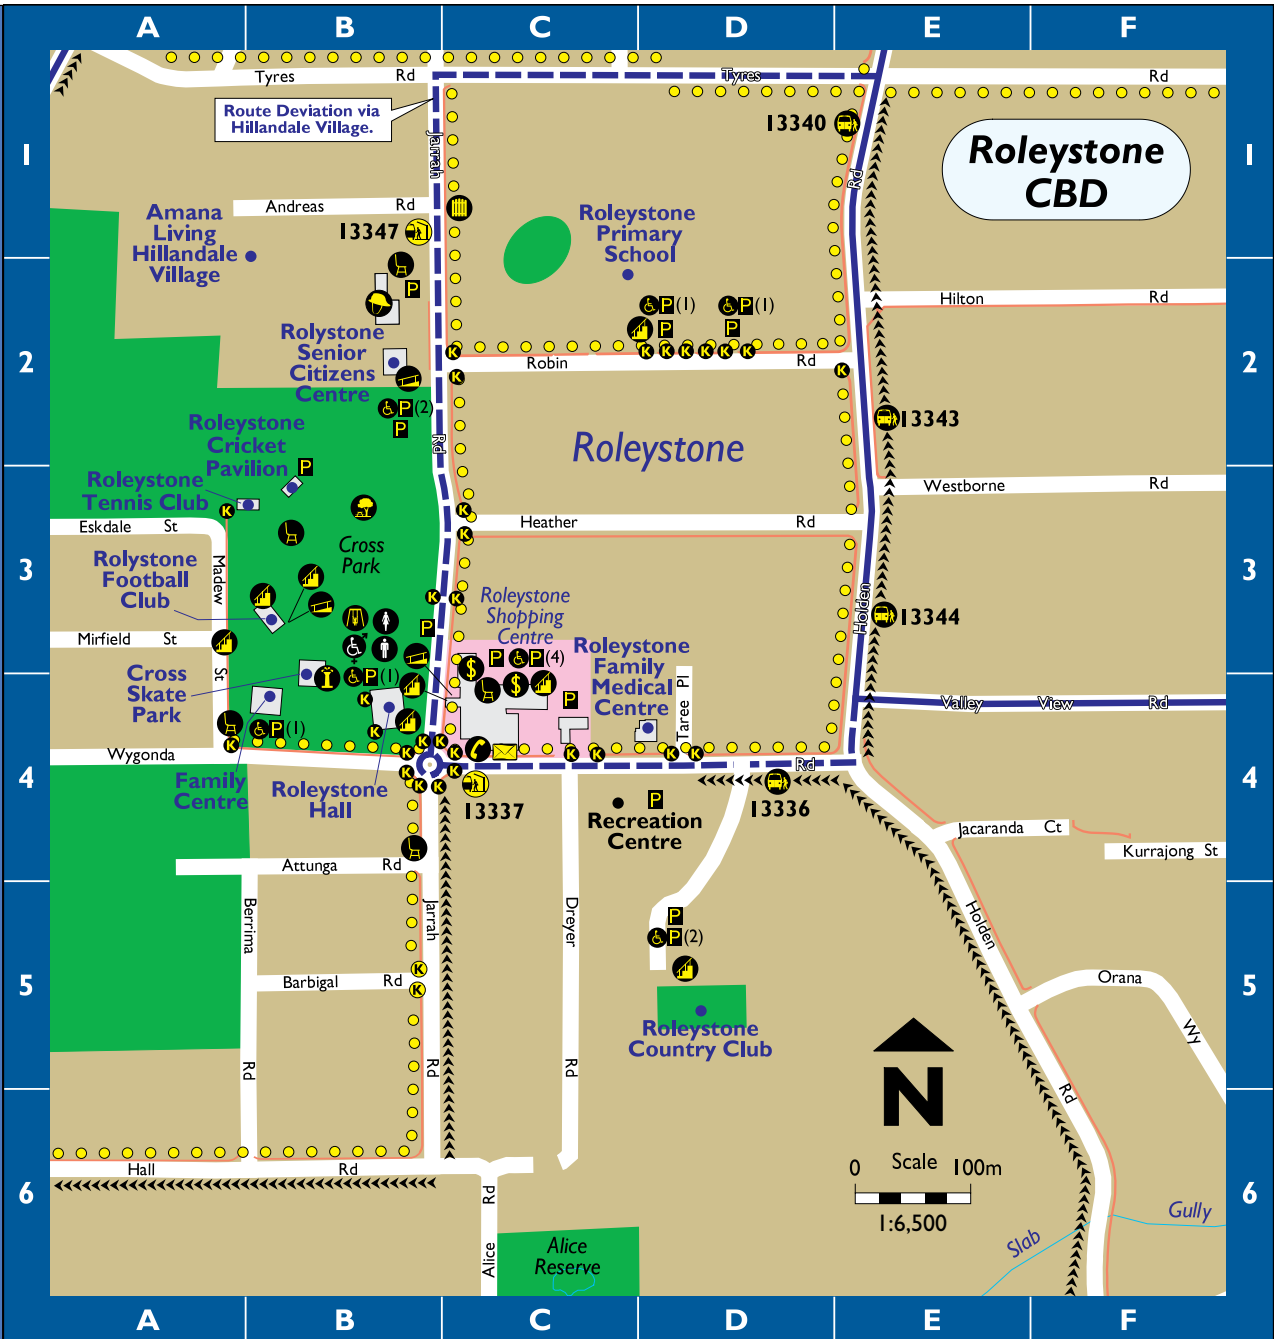 A B C D E F
Tyres Rd Tyres Rd
Route Deviation via
Hillandale Village.
13340
1 1
Roleystone
CBD
Jarrah
Rd
Andreas Rd
Amana
Living
Hillandale
Village
13347
Roleystone
Primary
School
P
Hilton Rd
P (1) P (1)
P P
Rolystone
Senior
Citizens
Centre
K K K K K K K
Robin Rd
2 2
K K
P (2)
P
13343
Roleystone
Cricket
Pavilion
Rd
Roleystone
P
Roleystone
Tennis Club
Westborne Rd
K K
Eskdale St
Heather Rd
K
Cross
Park
Rolystone
Football
Club
Madew
3 3
K K
Roleystone
Shopping
Centre
Holden
13344
P
Mirfield St
Roleystone
Family
Medical
Centre
$ P P (4)
St
Cross
Skate
Park
P (1)
$
P
Taree Pl
K
Valley View Rd
P (1)
K
K K K
K K K K K K
Wygonda
Rd
K K
K K
4 4
Family
Centre
Roleystone
Hall
13337
Recreation
Centre
P
13336
Jacaranda Ct
Kurrajong St
Attunga Rd
Berrima
Jarrah
Dreyer
Holden
P
P (2)
K
Barbigal Rd
K
5 5
Orana
Wy
Roleystone
Country Club
Rd
Rd
Rd
Rd
N
Hall Rd
0 Scale 100m
1:6,500
6 6
Rd
Alice
Alice
Reserve
Slab
Gully
A B C D E F